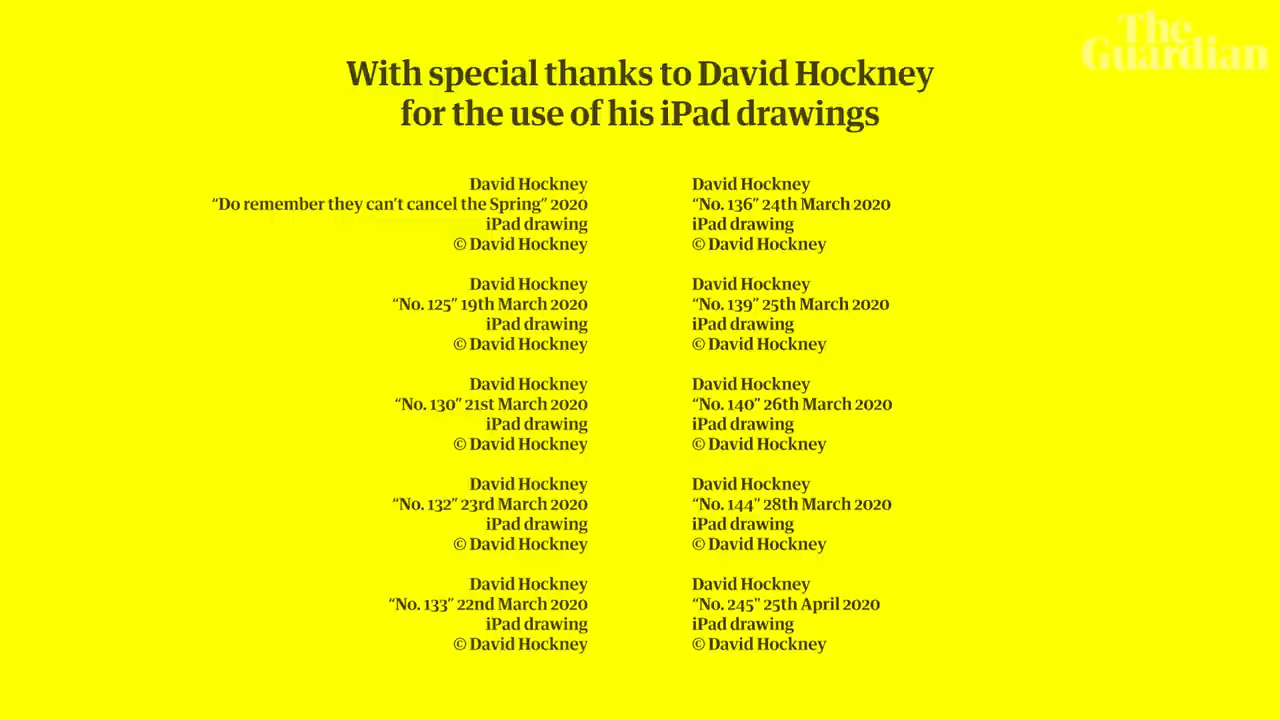 The
Guardian
With special thanks to David Hockney
for the use of his iPad drawings
David Hockney
“Do remember they can’t cancel the Spring” 2020
iPad drawing
© David Hockney
David Hockney
“No. 125” 19th March 2020
iPad drawing
© David Hockney
David Hockney
“No. 130” 21st March 2020
iPad drawing
© David Hockney
David Hockney
“No. 132” 23rd March 2020
iPad drawing
© David Hockney
David Hockney
“No. 133” 22nd March 2020
iPad drawing
© David Hockney
David Hockney
“No. 136” 24th March 2020
iPad drawing
© David Hockney
David Hockney
“No. 139” 25th March 2020
iPad drawing
© David Hockney
David Hockney
“No. 140” 26th March 2020
iPad drawing
© David Hockney
David Hockney
“No. 144" 28th March 2020
iPad drawing
© David Hockney
David Hockney
“No. 245" 25th April 2020
iPad drawing
© David Hockney